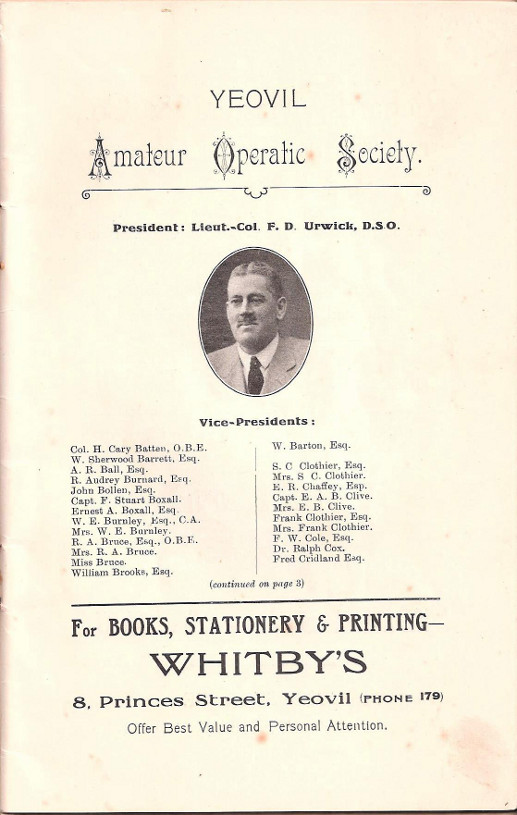 YEOVIL
Amateur Operatic Society.
President: Lieut.-Col. F. D. Urwick, D.S.O.
Vice-Presidents:
Col. H. Cary Batten, O.B.E.
W. Sherwood Barrett, Esq.
A. R. Ball, Esq.
R. Audrey Burnard, Esq.
John Bollen, Esq.
Capt. F. Stuart Boxall.
Ernest A. Boxall, Esq.
W. E. Burnley, Esq., C.A.
Mrs. W. E. Burnley.
R. A. Bruce, Esq., O.B.E.
Mrs. R. A. Bruce.
Miss Bruce.
William Brooks, Esq.
W. Barton, Esq.
S. C Clothier, Esq.
Mrs. S C. Clothier.
E. R. Chaffey, Esp.
Capt. E. A. B. Clive.
Mrs. E. B. Clive.
Frank Clothier, Esq.
Mrs. Frank Clothier.
F. W. Cole, Esq.
Dr. Ralph Cox.
Fred Cridland Esq.
(continued on page 3)
For BOOKS, STATIONERY & PRINTING—
WHITBY'S
8, Princes Street, Yeovil (PHONE 179)
Offer Best Value and Personal Attention.